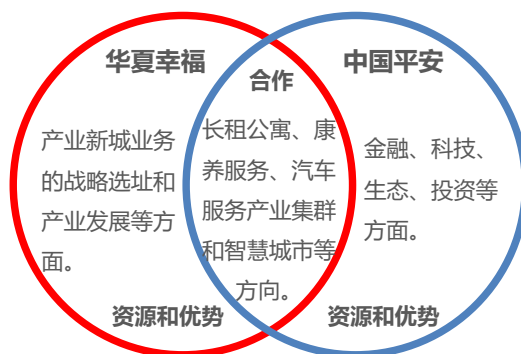 华夏幸福
产业新城业务
的战略选址和
产业发展等方
面。
资源和优势
合作
长租公寓、康
养服务、汽车
服务产业集群
和智慧城市等
方向。
中国平安
金融、科技、
生态、投资等
方面。
资源和优势